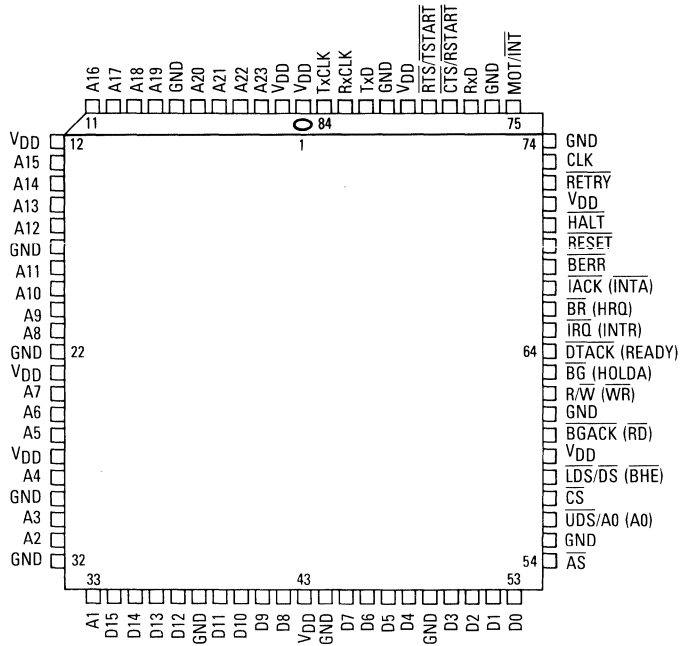 A16
A17
A18
A19
GND
A20
A21
A22
A23
VDD
VDD
TxCLK
RxCLK
TxD
GND
VDD
RTS/TSTART
CTS/RSTART
RxD
GND
MOT/INT
11
84
75
12
1
74
VDD
A15
A14
A13
A12
GND
A11
A10
A9
A8
GND
22
VDD
A7
A6
A5
VDD
A4
GND
A3
A2
GND
32
GND
CLK
RETRY
VDD
HALT
RESET
BERR
IACK (INTA)
BR (HRQ)
IRQ (INTR)
64
DTACK (READY)
BG (HOLDA)
R/W (WR)
GND
BGACK (RD)
VDD
LDS/DS (BHE)
CS
UDS/A0 (A0)
GND
54
AS
33
43
53
A1
D15
D14
D13
D12
GND
D11
D10
D9
D8
VDD
GND
D7
D6
D5
D4
GND
D3
D2
D1
D0